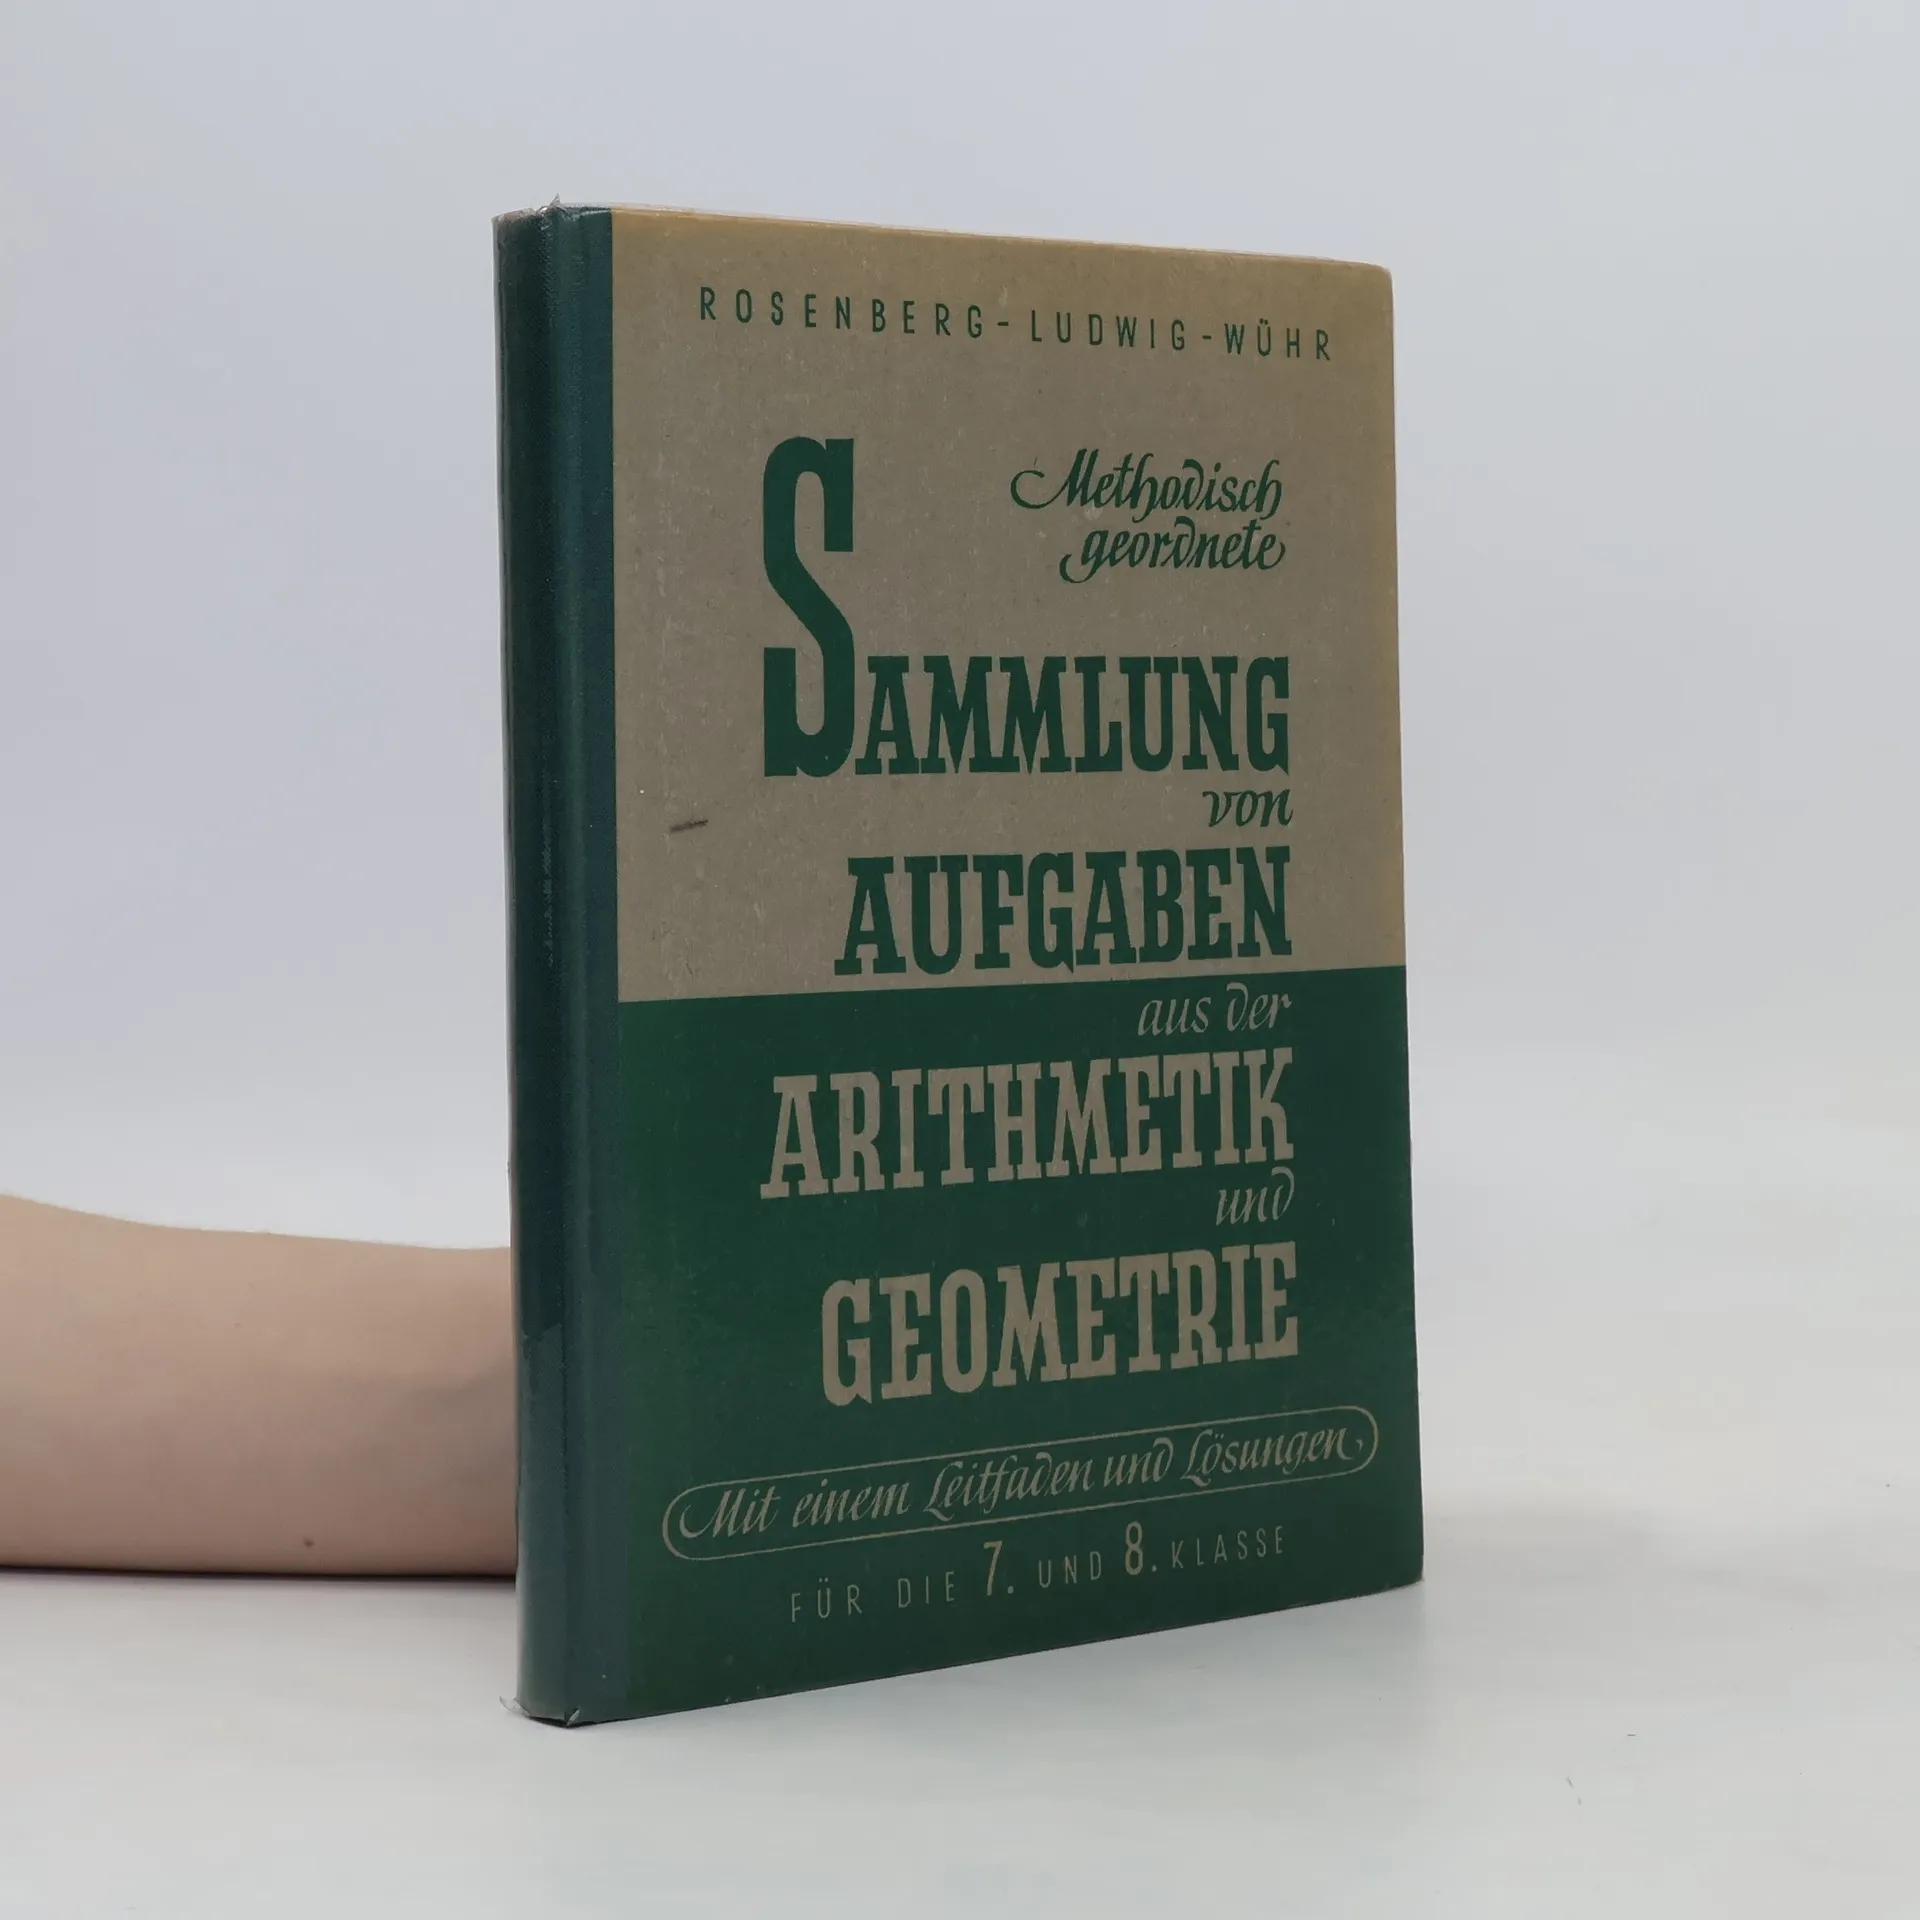 ROSENBERG-LUDWIG-WÜHR
Methodisch
geordnete
SAMMLUNG
von
AUFGABEN
aus der
ARITHMETIK
und
GEOMETRIE
Mit einem Leitfaden und Lösungen
FÜR DIE 7. UND 8. KLASSE